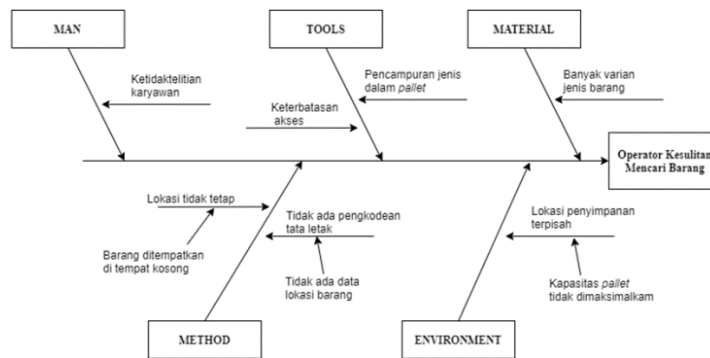 MAN
TOOLS
MATERIAL
Ketidaktelitian
karyawan
Pencampuran jenis
dalam pallet
Keterbatasan
akses
Banyak varian
jenis barang
Operator Kesulitan
Mencari Barang
Lokasi tidak tetap
Barang ditempatkan
di tempat kosong
Tidak ada pengkodean
tata letak
Tidak ada data
lokasi barang
Lokasi penyimpanan
terpisah
Kapasitas pallet
tidak dimaksimalkam
METHOD
ENVIRONMENT